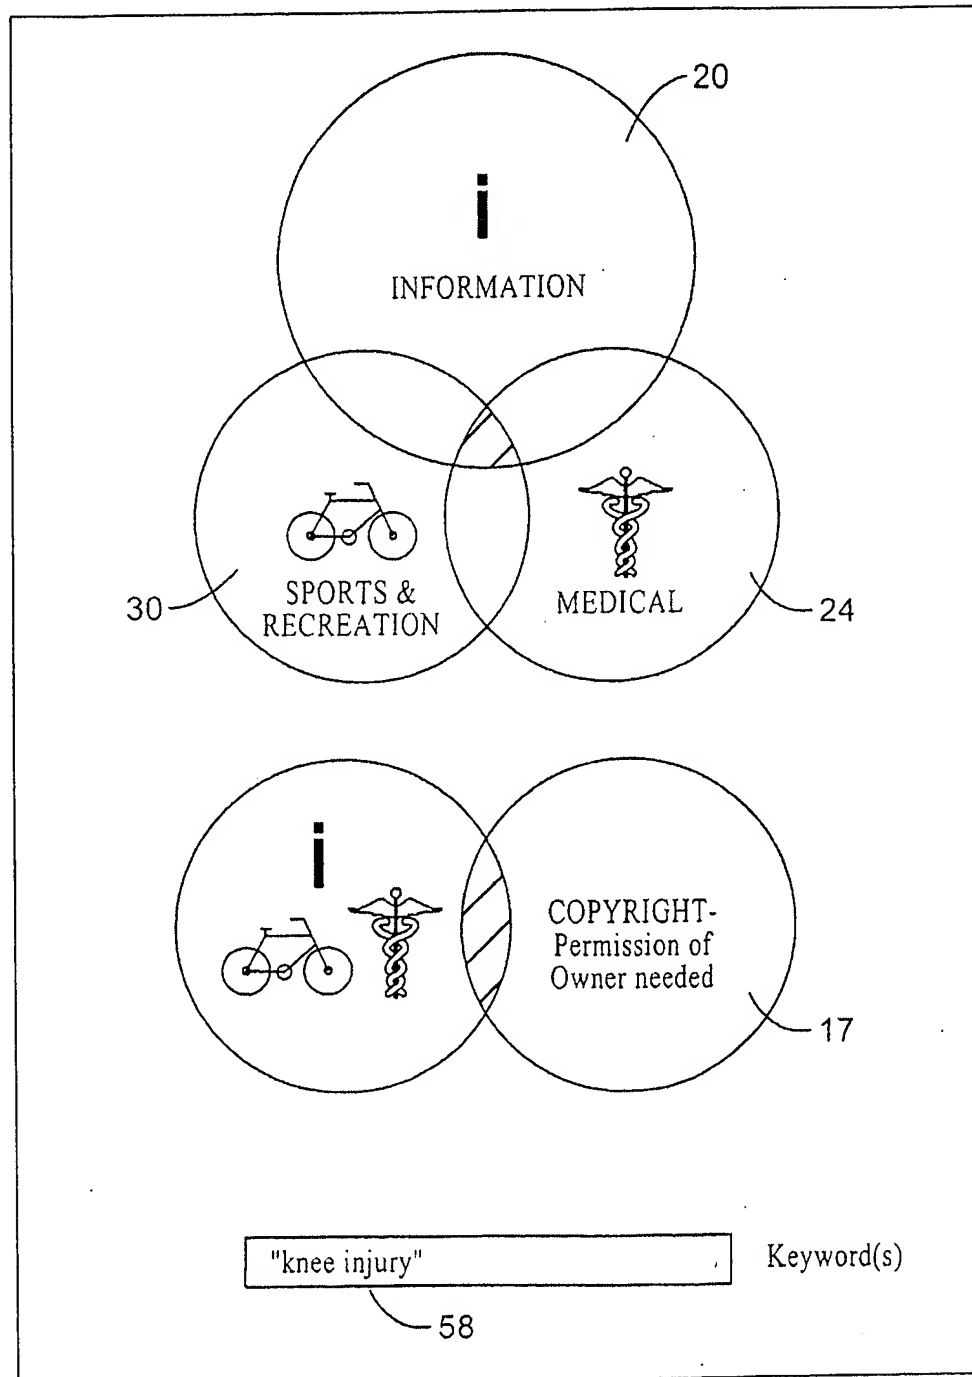 20
i
INFORMATION
SPORTS &
RECREATION
MEDICAL
30
24
i
COPYRIGHT-
Permission of
Owner needed
17
"knee injury"
Keyword(s)
58